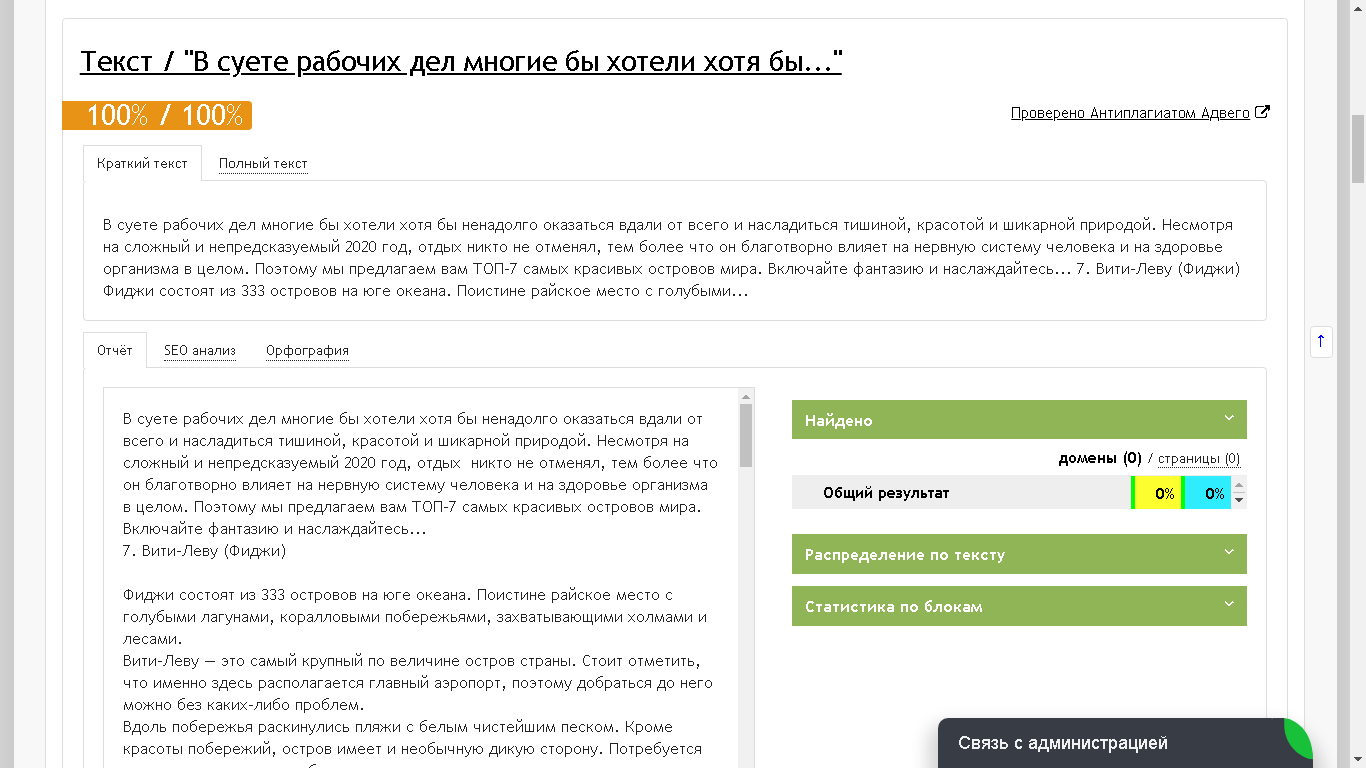 Текст / "В суете рабочих дел многие бы хотели хотя бы..."
100% / 100%
Проверено Антиплагиатом Адвего
Краткий текст
Полный текст
В суете рабочих дел многие бы хотели хотя бы ненадолго оказаться вдали от всего и насладиться тишиной, красотой и шикарной природой. Несмотря
на сложный и непредсказуемый 2020 год, отдых никто не отменял, тем более что он благотворно влияет на нервную систему человека и на здоровье
организма в целом. Поэтому мы предлагаем вам ТОП-7 самых красивых островов мира. Включайте фантазию и наслаждайтесь... 7. Вити-Леву (Фиджи)
Фиджи состоят из 333 островов на юге океана. Поистине райское место с голубыми...
Отчёт
SEO анализ
Орфография
В суете рабочих дел многие бы хотели хотя бы ненадолго оказаться вдали от
всего и насладиться тишиной, красотой и шикарной природой. Несмотря на
сложный и непредсказуемый 2020 год, отдых  никто не отменял, тем более что
он благотворно влияет на нервную систему человека и на здоровье организма
в целом. Поэтому мы предлагаем вам ТОП-7 самых красивых островов мира.
Включайте фантазию и наслаждайтесь...
7. Вити-Леву (Фиджи)
Фиджи состоят из 333 островов на юге океана. Поистине райское место с
голубыми лагунами, коралловыми побережьями, захватывающими холмами и
лесами.
Вити-Леву — это самый крупный по величине остров страны. Стоит отметить,
что именно здесь располагается главный аэропорт, поэтому добраться до него
можно без каких-либо проблем.
Вдоль побережья раскинулись пляжи с белым чистейшим песком. Кроме
красоты побережий, остров имеет и необычную дикую сторону. Потребуется
Найдено
домены (0) / страницы (0)
Общий результат 0% 0%
Распределение по тексту
Статистика по блокам
↑
Связь с администрацией